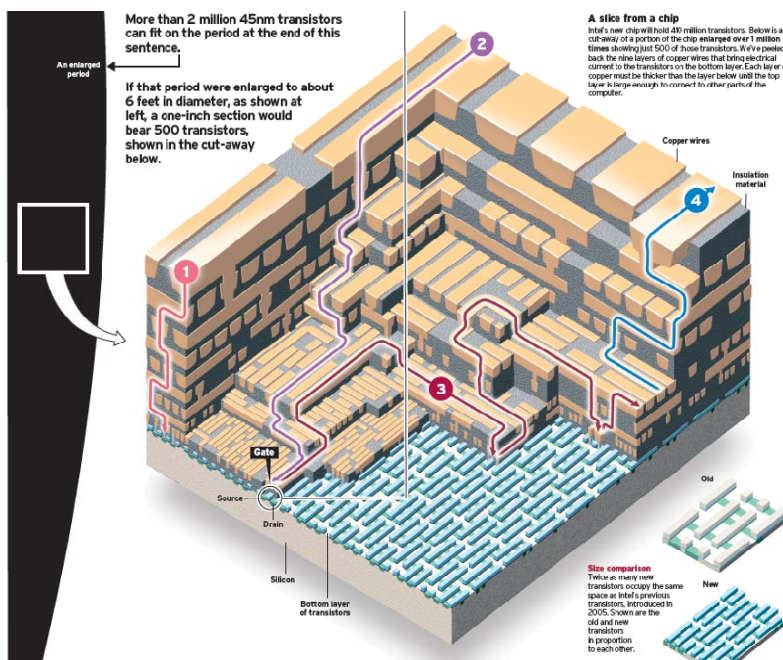 More than 2 million 45nm transistors
can fit on the period at the end of this
sentence.
An enlarged
period
If that period were enlarged to about
6 feet in diameter, as shown at
left, a one-inch section would
bear 500 transistors,
shown in the cut-away
below.
A slice from a chip
Intel's new chip will hold 410 million transistors. Below is a
cut-away of a portion of the chip enlarged over 1 million
times showing just 500 of those transistors. We've peeled
back the nine layers of copper wires that bring electrical
current to the transistors on the bottom layer. Each layer
copper must be thicker than the layer below until the top
layer is large enough to connect to other parts of the
computer.
Copper wires
Insulation
material
1
2
3
4
Gate
Source
Drain
Silicon
Bottom layer
of transistors
Old
Size comparison
Twice as many new
transistors occupy the same
space as Intel's previous
transistors, introduced in
2005. Shown are the
old and new
transistors
in proportion
to each other.
New